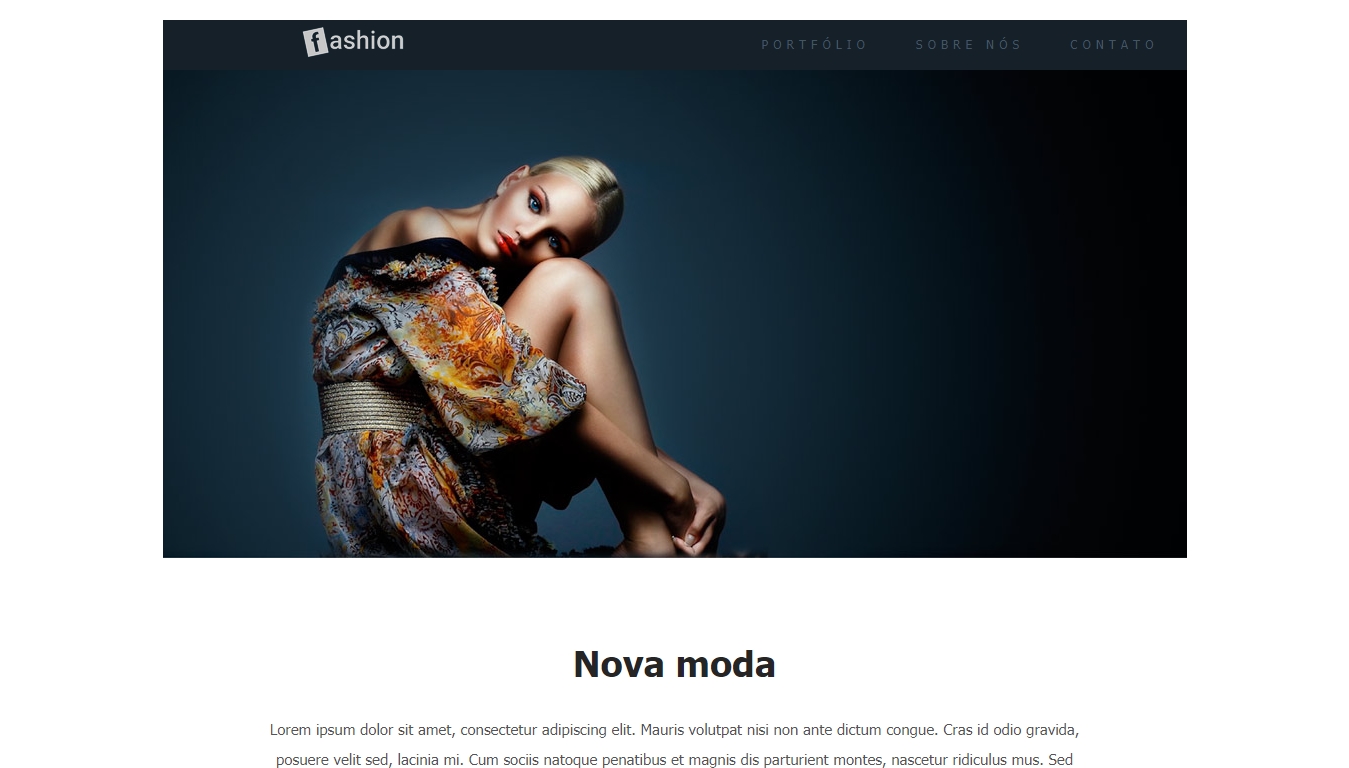 fashion
PORTFÓLIO SOBRE NÓS CONTATO
Nova moda
Lorem ipsum dolor sit amet, consectetur adipiscing elit. Mauris volutpat nisi non ante dictum congue. Cras id odio gravida,
posuere velit sed, lacinia mi. Cum sociis natoque penatibus et magnis dis parturient montes, nascetur ridiculus mus. Sed